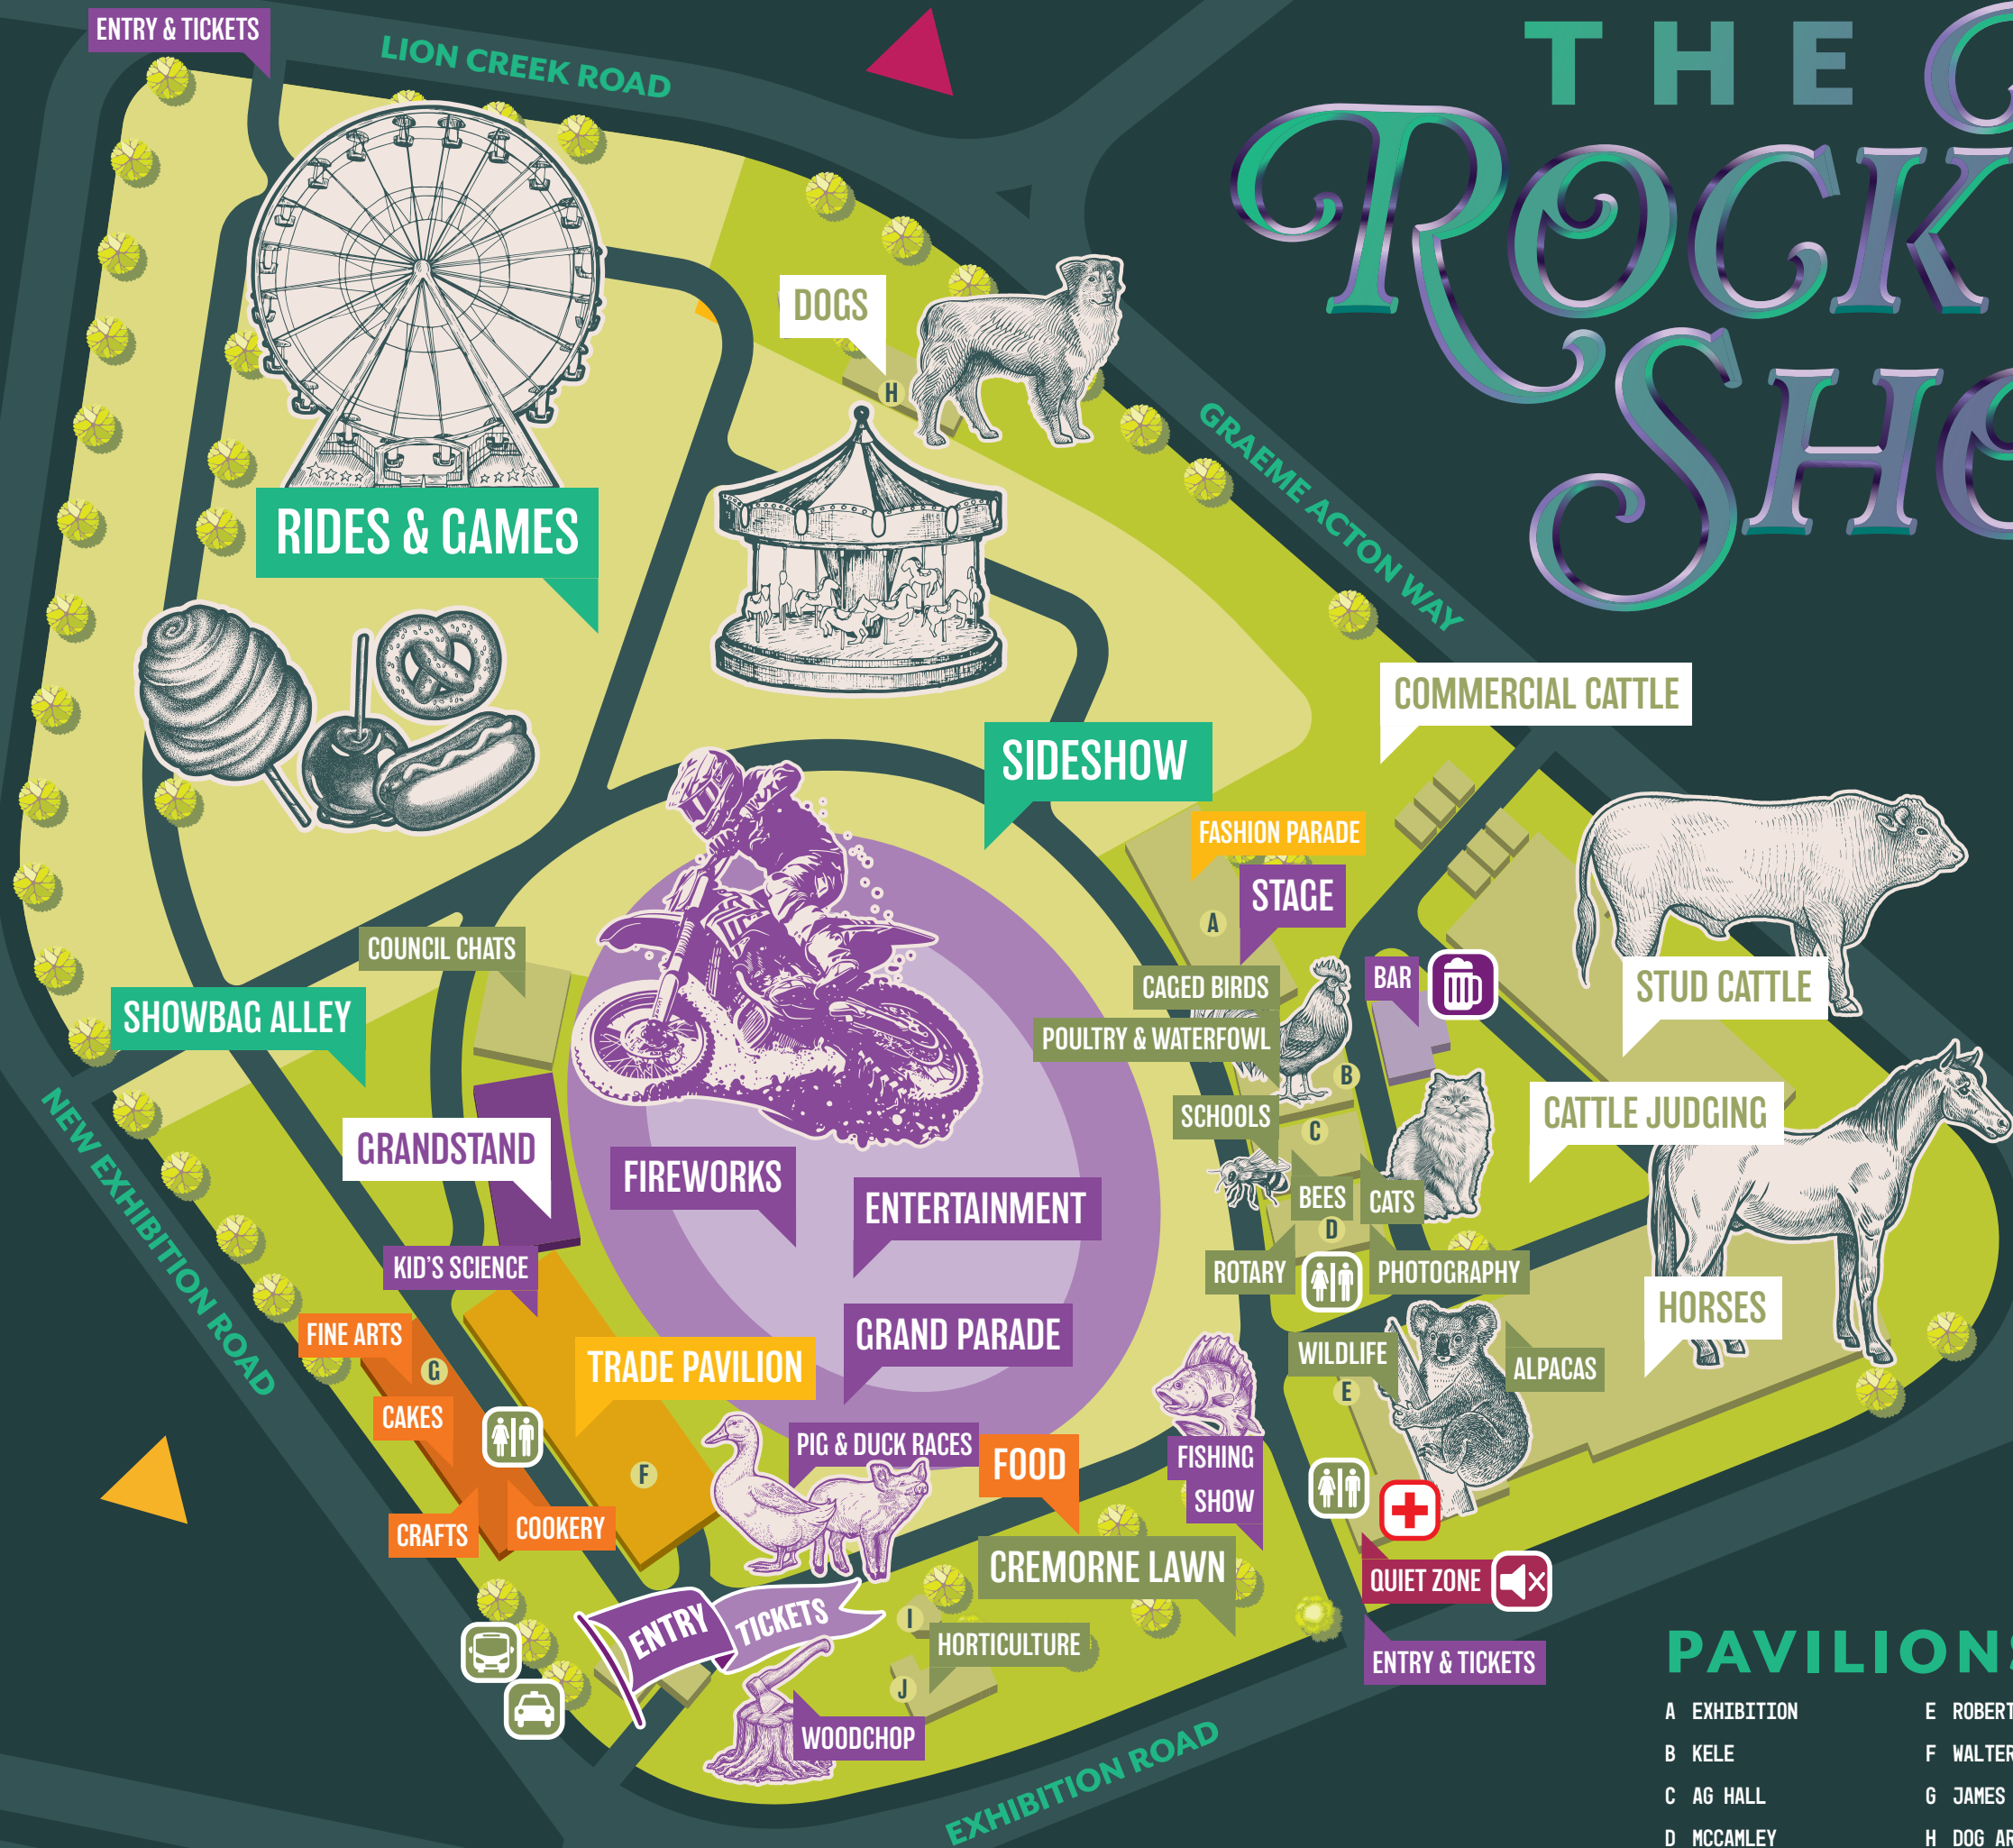 ENTRY & TICKETS
LION CREEK ROAD
THE
ROCK
SHO
DOGS
H
GRAEME ACTON WAY
RIDES & GAMES
COMMERCIAL CATTLE
SIDESHOW
FASHION PARADE
STAGE
A
COUNCIL CHATS
CAGED BIRDS
BAR
STUD CATTLE
SHOWBAG ALLEY
POULTRY & WATERFOWL
B
SCHOOLS
C
CATTLE JUDGING
NEW EXHIBITION ROAD
GRANDSTAND
FIREWORKS
ENTERTAINMENT
BEES
CATS
D
KID'S SCIENCE
ROTARY
PHOTOGRAPHY
HORSES
FINE ARTS
G
TRADE PAVILION
GRAND PARADE
WILDLIFE
ALPACAS
E
CAKES
PIG & DUCK RACES
FOOD
FISHING
SHOW
F
CRAFTS
COOKERY
CREMORNE LAWN
QUIET ZONE
ENTRY
TICKETS
I
HORTICULTURE
ENTRY & TICKETS
J
WOODCHOP
EXHIBITION ROAD
PAVILIONS
A EXHIBITION
B KELE
C AG HALL
D MCCAMLEY
E ROBERT
F WALTER
G JAMES
H DOG AR